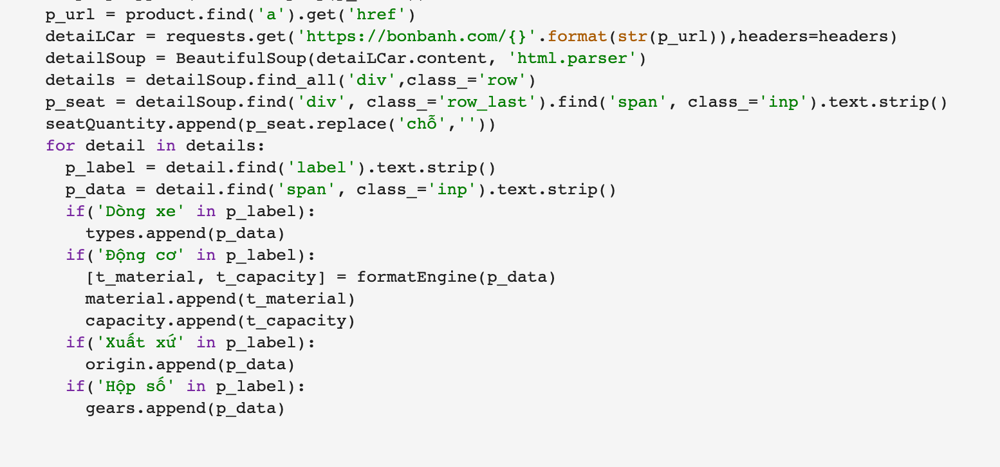 p_url = product.find('a').get('href')
detaiLCar = requests.get('https://bonbanh.com/{}'.format(str(p_url)),headers=headers)
detailSoup = BeautifulSoup(detaiLCar.content, 'html.parser')
details = detailSoup.find_all('div',class_='row')
p_seat = detailSoup.find('div', class_='row_last').find('span', class_='inp').text.strip()
seatQuantity.append(p_seat.replace('chỗ',''))
for detail in details:
  p_label = detail.find('label').text.strip()
  p_data = detail.find('span', class_='inp').text.strip()
  if('Dòng xe' in p_label):
    types.append(p_data)
  if('Động cơ' in p_label):
    [t_material, t_capacity] = formatEngine(p_data)
    material.append(t_material)
    capacity.append(t_capacity)
  if('Xuất xứ' in p_label):
    origin.append(p_data)
  if('Hộp số' in p_label):
    gears.append(p_data)